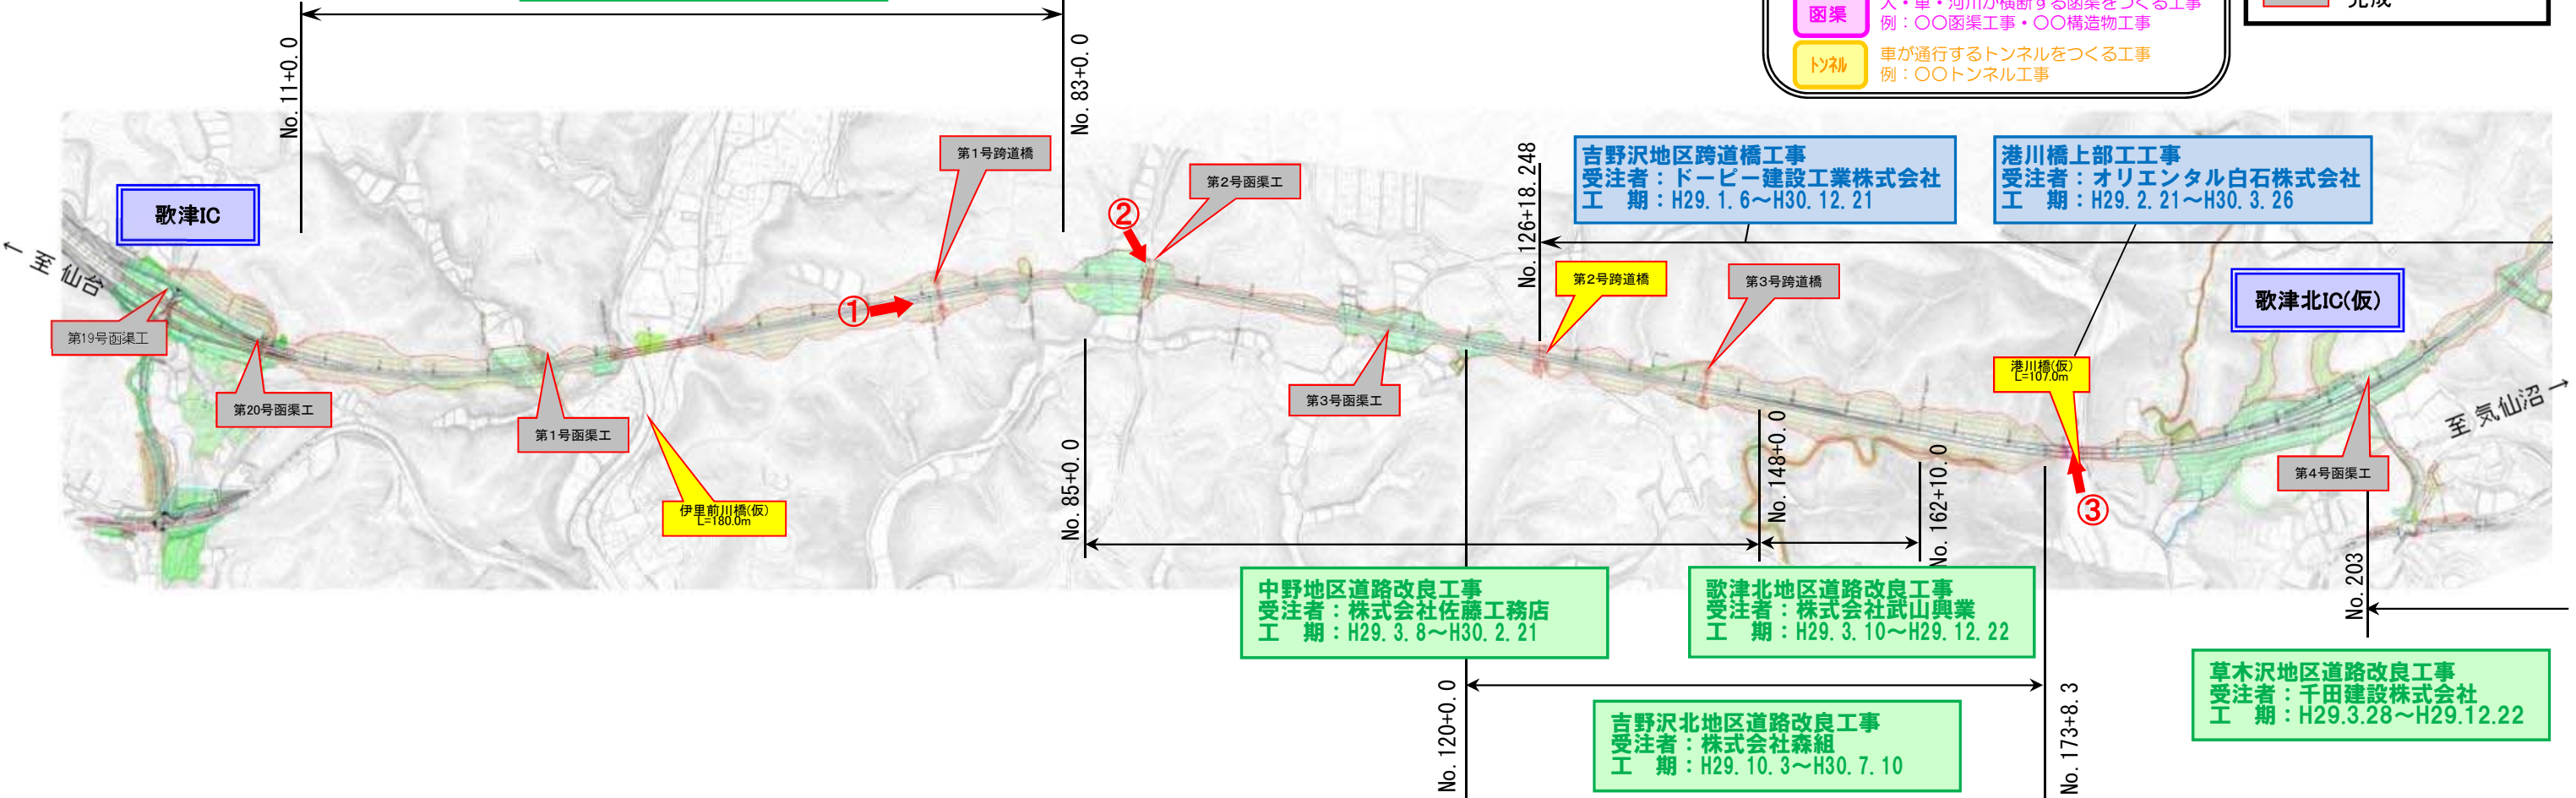 函渠
人・車・河川が横断する函渠をつくる工事
例：〇〇函渠工事・〇〇構造物工事
ﾄﾝﾈﾙ
車が通行するトンネルをつくる工事
例：〇〇トンネル工事
完成
No. 11+0.0
No. 83+0.0
歌津IC
← 至 仙台
第19号函渠工
第20号函渠工
第1号函渠工
伊里前川橋(仮)
L=180.0m
①
第1号跨道橋
②
第2号函渠工
第3号函渠工
No. 85+0.0
No. 126+18.248
吉野沢地区跨道橋工事
受注者：ドーピー建設工業株式会社
工　期：H29.1.6～H30.12.21
港川橋上部工工事
受注者：オリエンタル白石株式会社
工　期：H29.2.21～H30.3.26
第2号跨道橋
第3号跨道橋
歌津北IC(仮)
港川橋(仮)
L=107.0m
至 気仙沼 →
第4号函渠工
③
No. 148+0.0
No. 162+10.0
No. 203
中野地区道路改良工事
受注者：株式会社佐藤工務店
工　期：H29.3.8～H30.2.21
歌津北地区道路改良工事
受注者：株式会社武山興業
工　期：H29.3.10～H29.12.22
草木沢地区道路改良工事
受注者：千田建設株式会社
工　期：H29.3.28～H29.12.22
No. 120+0.0
吉野沢北地区道路改良工事
受注者：株式会社森組
工　期：H29.10.3～H30.7.10
No. 173+8.3